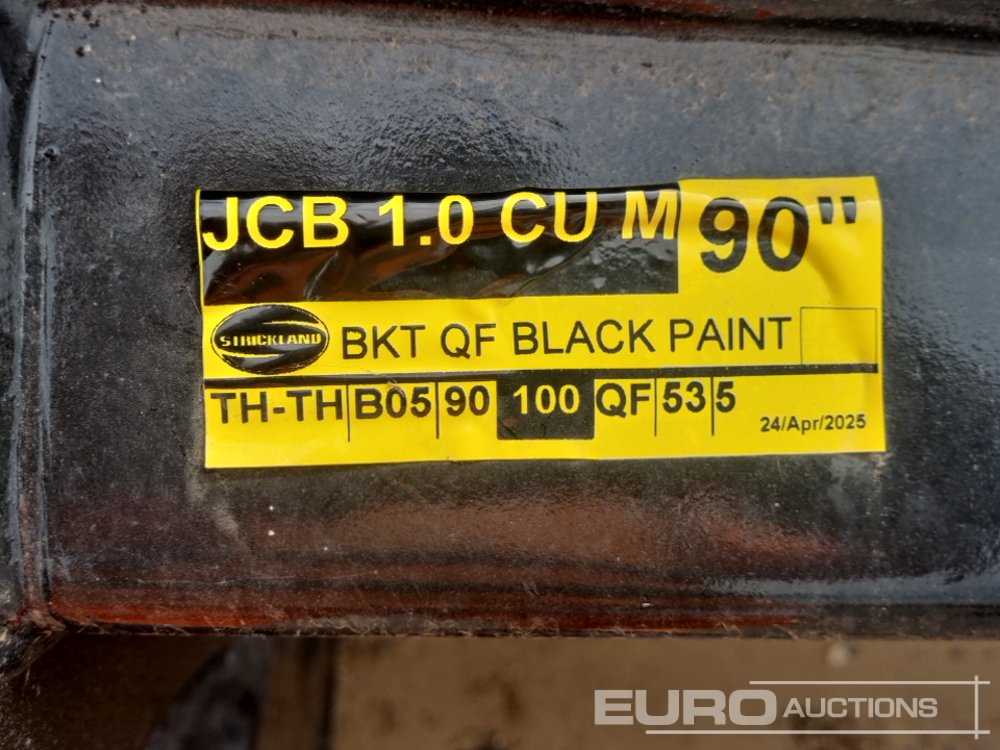 JCB 1.0 CU M 90"
STRICKLAND BKT QF BLACK PAINT
TH-TH B05 90 100 QF 53 5
24/Apr/2025
EURO AUCTIONS